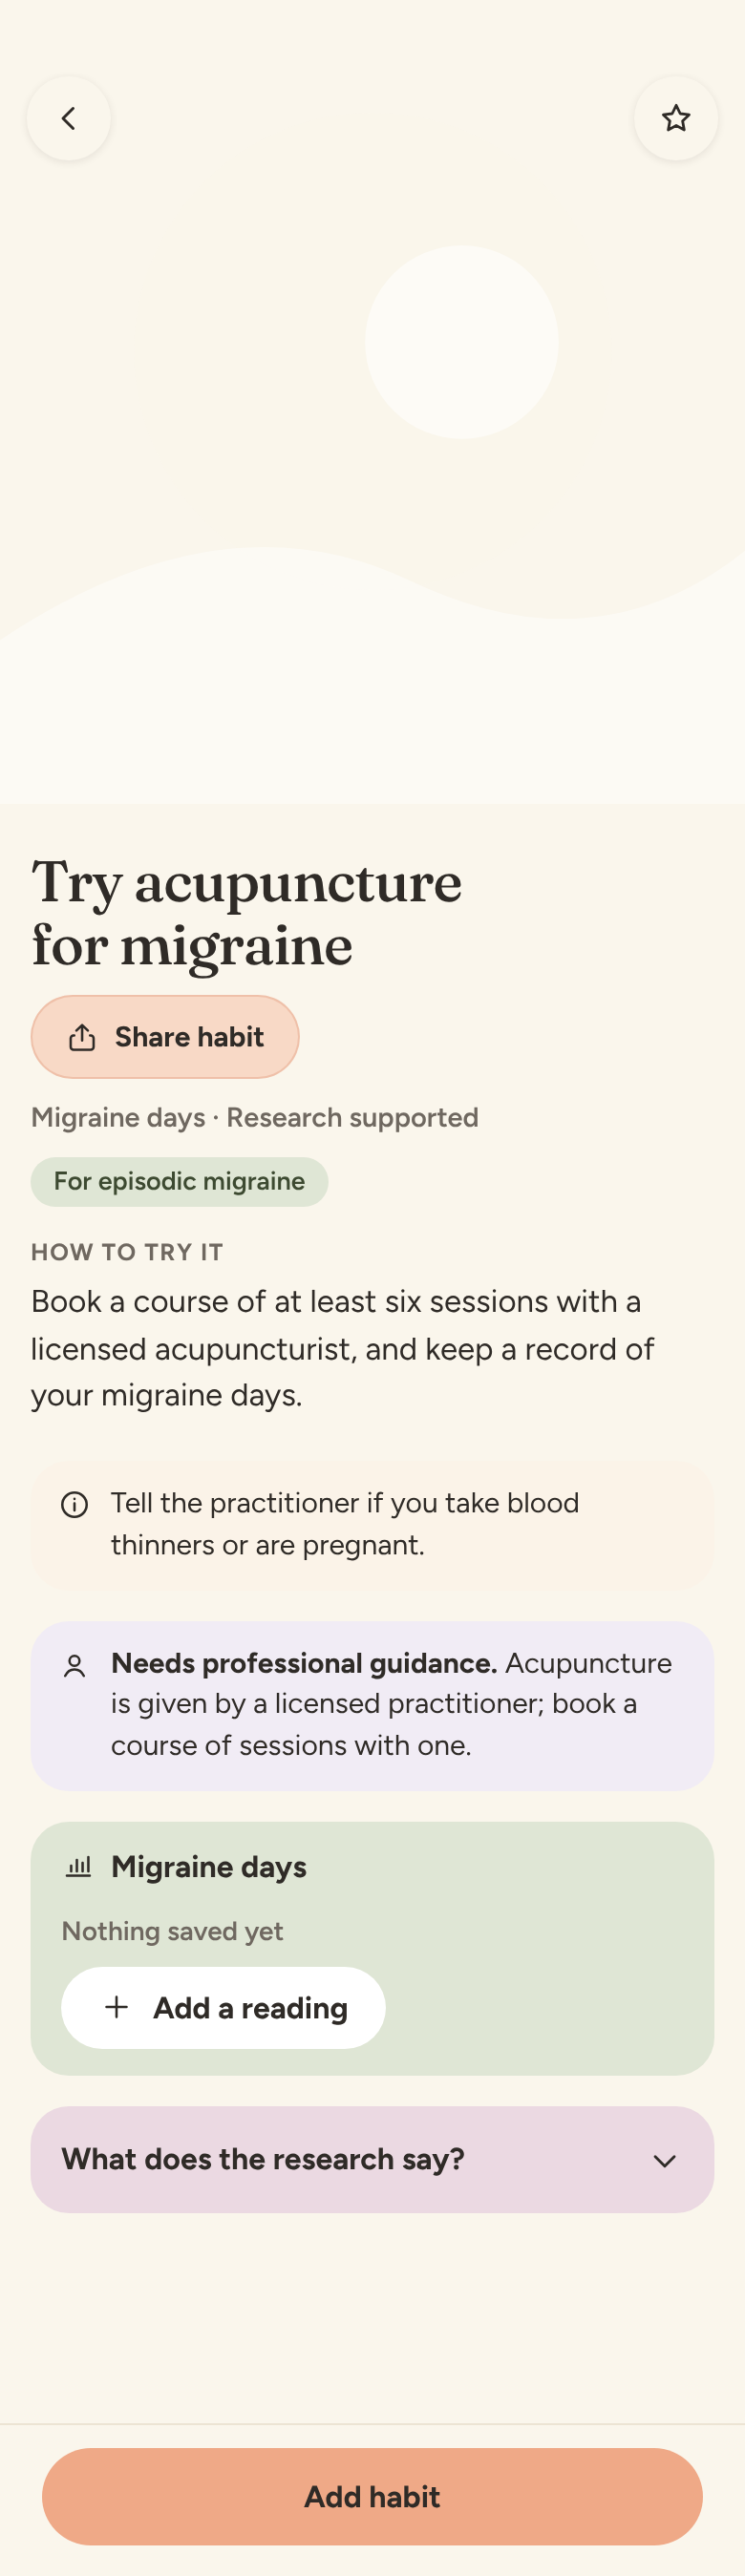 Try acupuncture
for migraine
Share habit
Migraine days · Research supported
For episodic migraine
HOW TO TRY IT
Book a course of at least six sessions with a
licensed acupuncturist, and keep a record of
your migraine days.
Tell the practitioner if you take blood
thinners or are pregnant.
Needs professional guidance. Acupuncture
is given by a licensed practitioner; book a
course of sessions with one.
Migraine days
Nothing saved yet
Add a reading
What does the research say?
Add habit